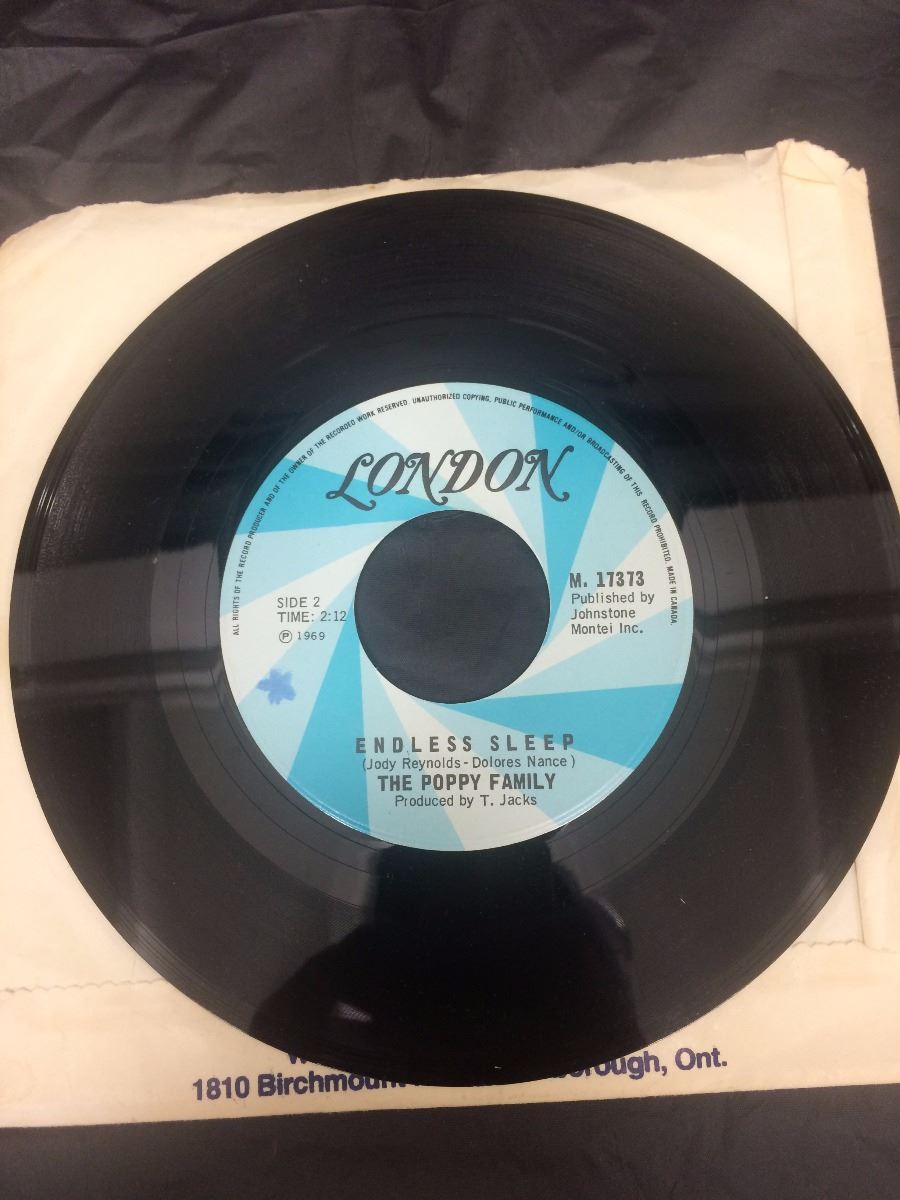 ALL RIGHTS OF THE RECORD PRODUCER AND OF THE OWNER OF THE RECORDED WORK RESERVED. UNAUTHORIZED COPYING, PUBLIC PERFORMANCE AND/OR BROADCASTING OF THIS RECORD PROHIBITED. MADE IN CANADA.
LONDON
SIDE 2
TIME: 2:12
Ⓟ 1969
M. 17373
Published by
Johnstone
Montei Inc.
ENDLESS SLEEP
(Jody Reynolds - Dolores Nance)
THE POPPY FAMILY
Produced by T. Jacks
1810 Birchmount orough, Ont.